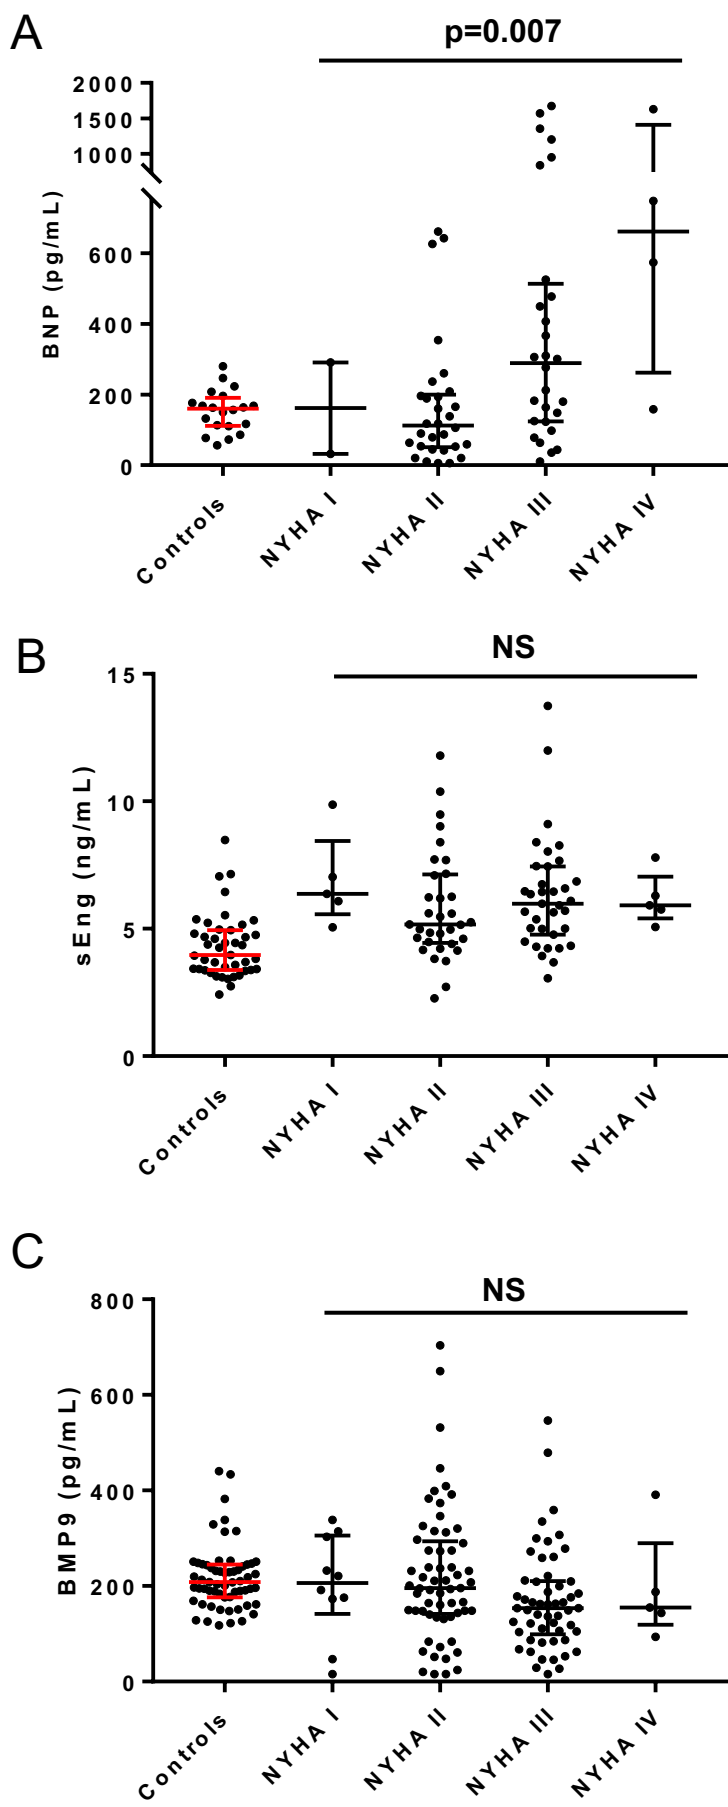 A
p=0.007
2000
1500
1000
600
400
200
0
BNP (pg/mL)
Controls
NYHA I
NYHA II
NYHA III
NYHA IV
B
NS
15
10
5
0
sEng (ng/mL)
Controls
NYHA I
NYHA II
NYHA III
NYHA IV
C
NS
800
600
400
200
0
BMP9 (pg/mL)
Controls
NYHA I
NYHA II
NYHA III
NYHA IV